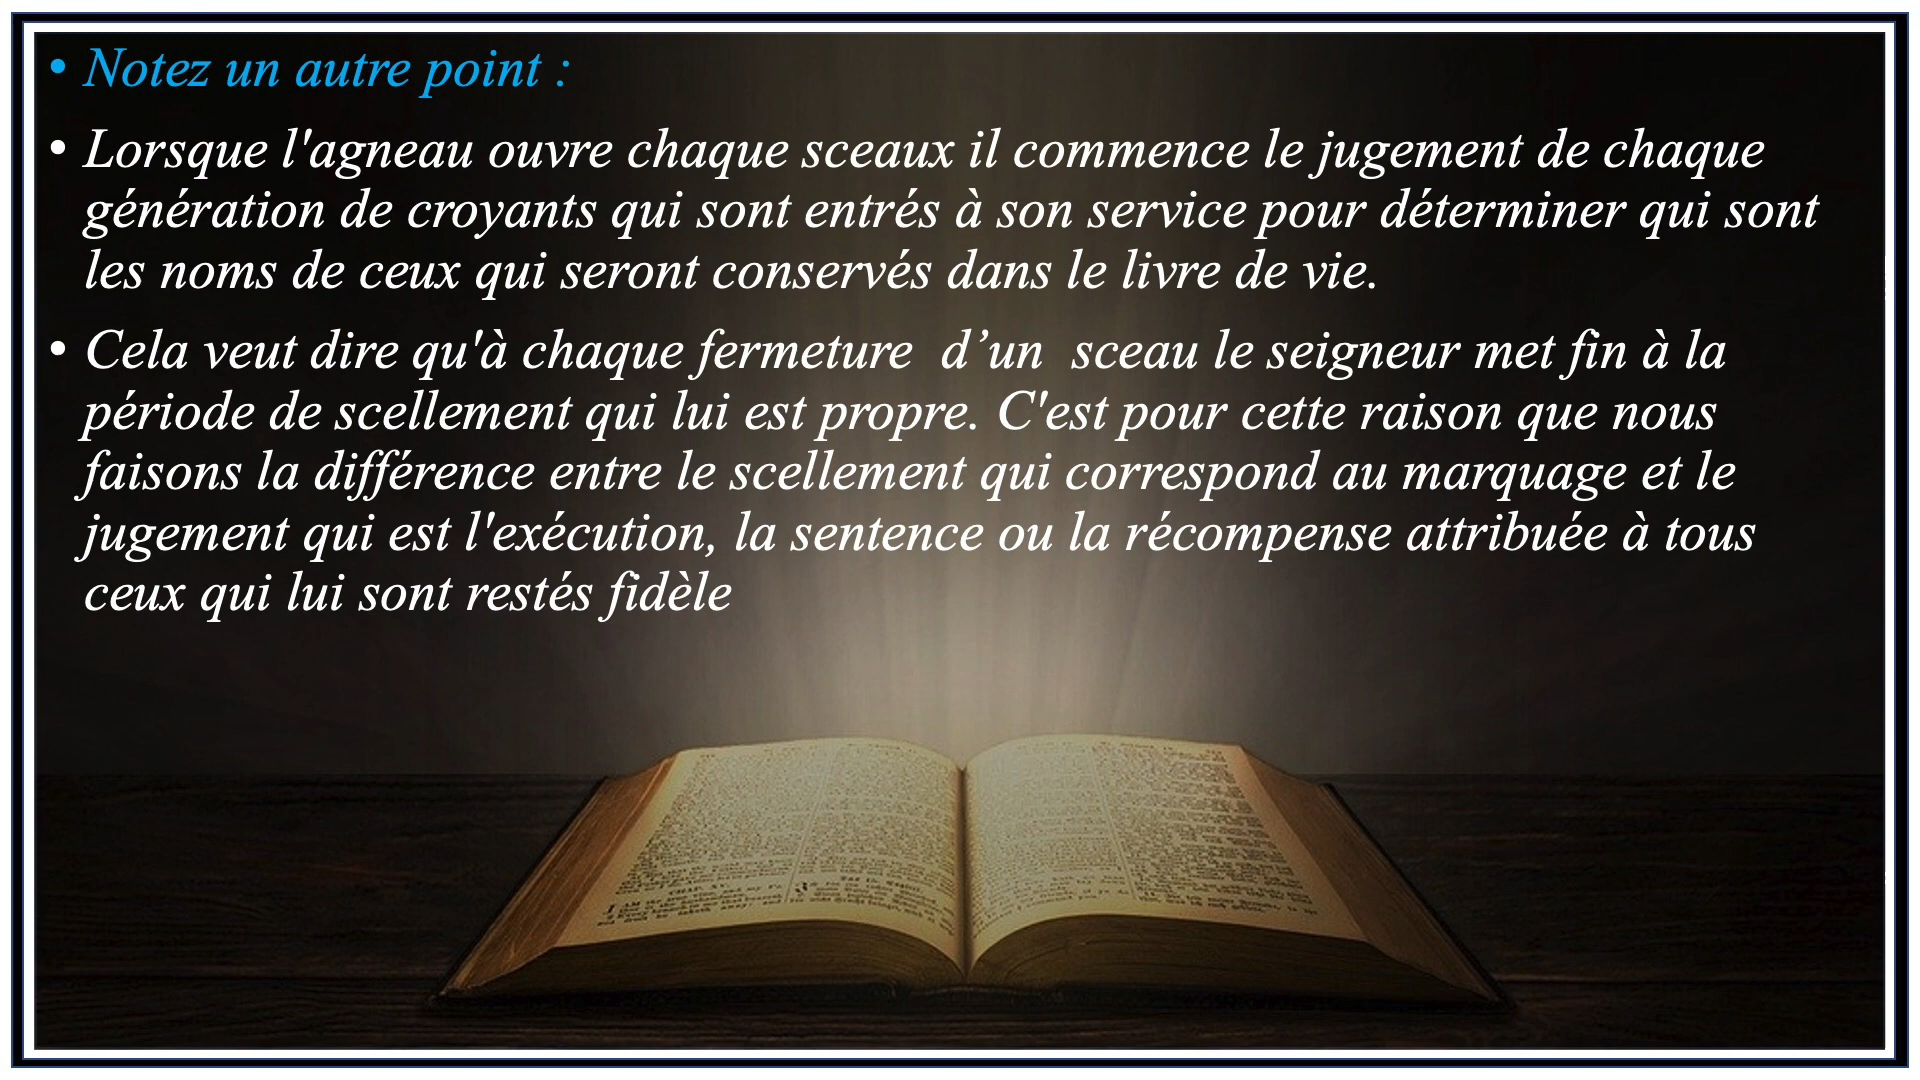 • Notez un autre point :
• Lorsque l'agneau ouvre chaque sceaux il commence le jugement de chaque
génération de croyants qui sont entrés à son service pour déterminer qui sont
les noms de ceux qui seront conservés dans le livre de vie.
• Cela veut dire qu'à chaque fermeture  d’un  sceau le seigneur met fin à la
période de scellement qui lui est propre. C'est pour cette raison que nous
faisons la différence entre le scellement qui correspond au marquage et le
jugement qui est l'exécution, la sentence ou la récompense attribuée à tous
ceux qui lui sont restés fidèle